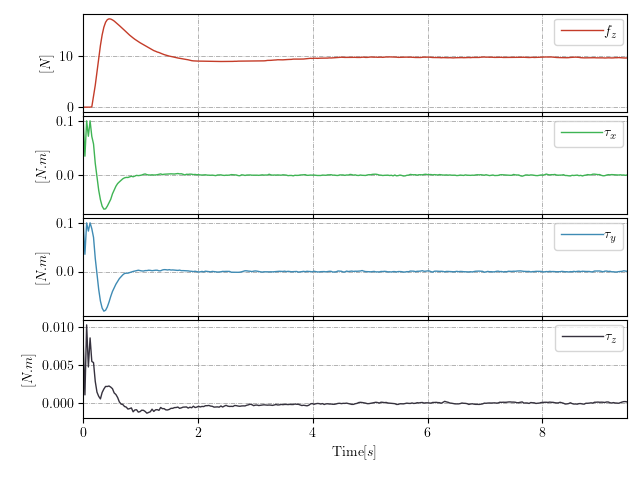 10
0
[N]
f_z
0.1
0.0
[N.m]
τ_x
0.1
0.0
[N.m]
τ_y
0.010
0.005
0.000
[N.m]
τ_z
0 2 4 6 8
Time[s]